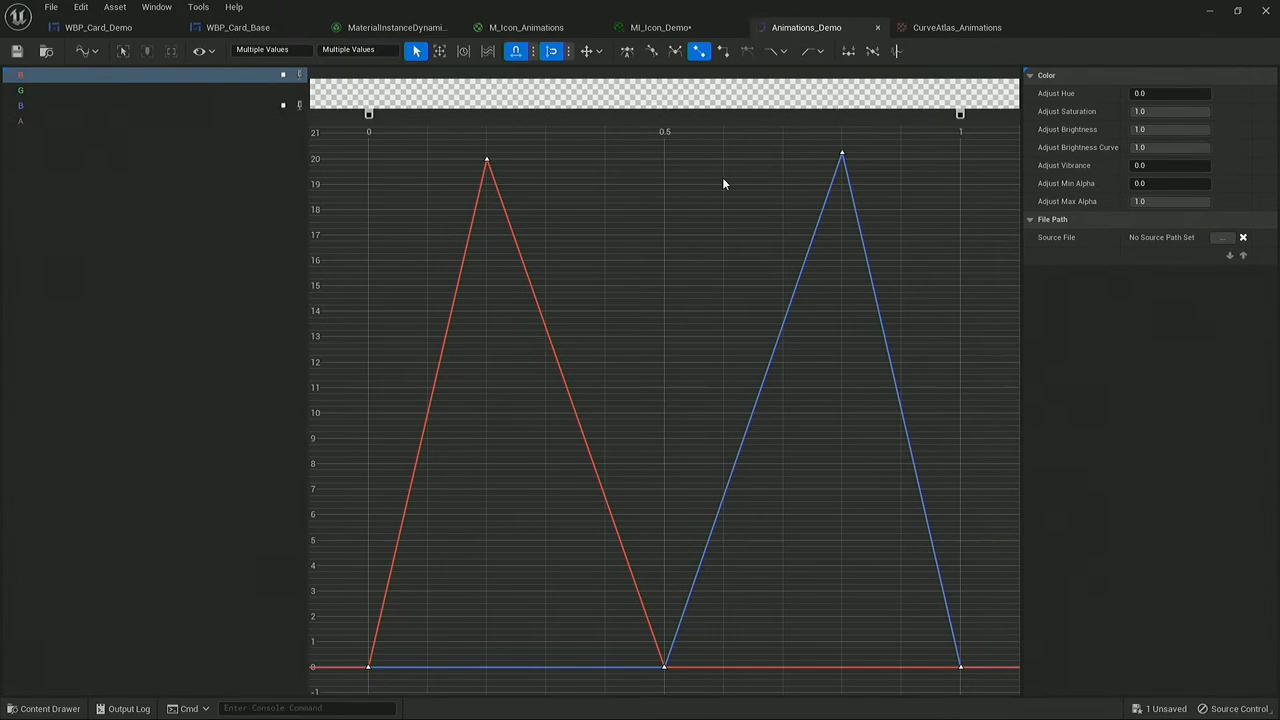 File Edit Asset Window Tools Help
WBP_Card_Demo WBP_Card_Base MaterialInstanceDynami... M_Icon_Animations MI_Icon_Demo* Animations_Demo CurveAtlas_Animations
Multiple Values Multiple Values
R
G
B
A
0 0.5 1
21
20
19
18
17
16
15
14
13
12
11
10
9
8
7
6
5
4
3
2
1
0
-1
Color
Adjust Hue 0.0
Adjust Saturation 1.0
Adjust Brightness 1.0
Adjust Brightness Curve 1.0
Adjust Vibrance 0.0
Adjust Min Alpha 0.0
Adjust Max Alpha 1.0
File Path
Source File No Source Path Set ...
Content Drawer Output Log Cmd Enter Console Command 1 Unsaved Source Control